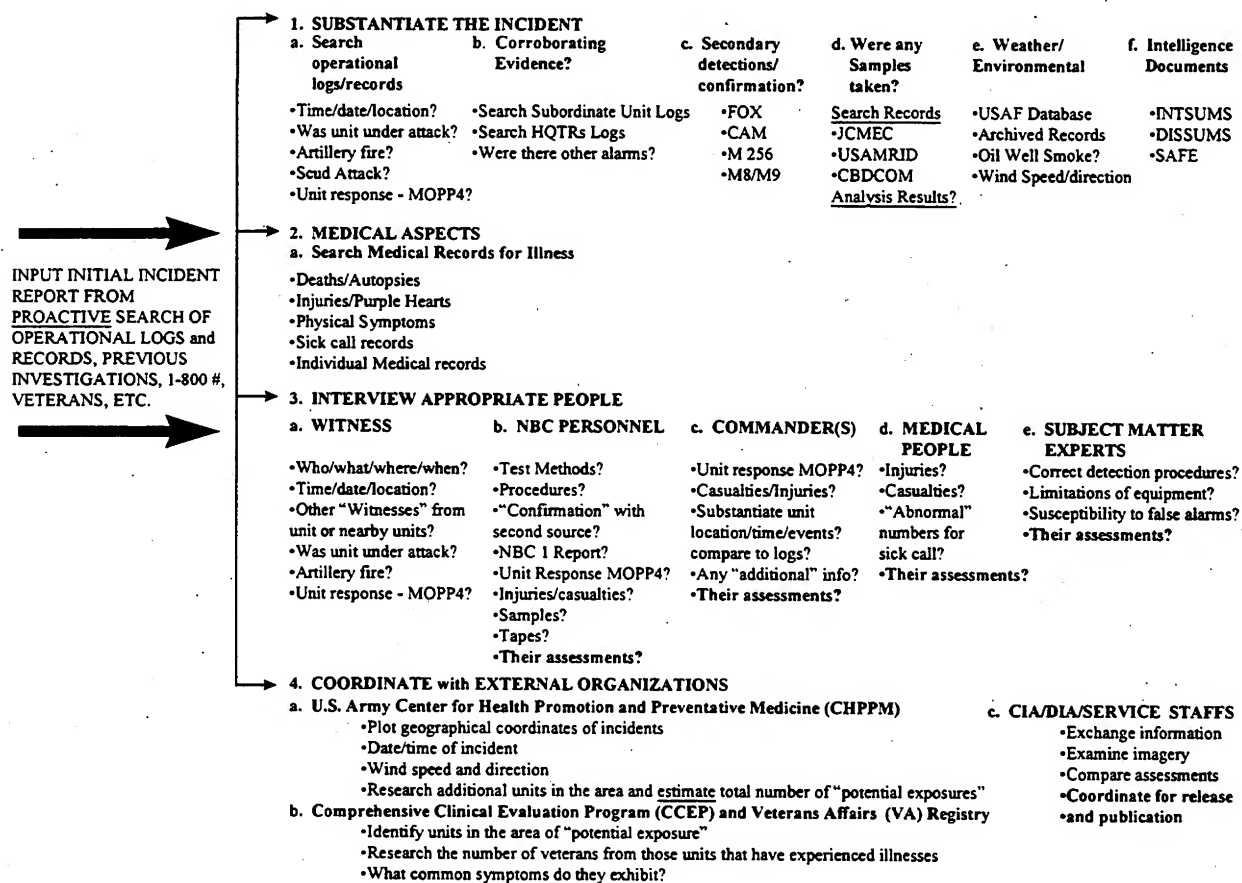 1. SUBSTANTIATE THE INCIDENT
a. Search
operational
logs/records
•Time/date/location?
•Was unit under attack?
•Artillery fire?
•Scud Attack?
•Unit response - MOPP4?
b. Corroborating
Evidence?
•Search Subordinate Unit Logs
•Search HQTRs Logs
•Were there other alarms?
c. Secondary
detections/
confirmation?
•FOX
•CAM
•M 256
•M8/M9
d. Were any
Samples
taken?
Search Records
•JCMEC
•USAMRID
•CBDCOM
Analysis Results?
e. Weather/
Environmental
•USAF Database
•Archived Records
•Oil Well Smoke?
•Wind Speed/direction
f. Intelligence
Documents
•INTSUMS
•DISSUMS
•SAFE
INPUT INITIAL INCIDENT
REPORT FROM
PROACTIVE SEARCH OF
OPERATIONAL LOGS and
RECORDS, PREVIOUS
INVESTIGATIONS, 1-800 #,
VETERANS, ETC.
2. MEDICAL ASPECTS
a. Search Medical Records for Illness
•Deaths/Autopsies
•Injuries/Purple Hearts
•Physical Symptoms
•Sick call records
•Individual Medical records
3. INTERVIEW APPROPRIATE PEOPLE
a. WITNESS
•Who/what/where/when?
•Time/date/location?
•Other "Witnesses" from
unit or nearby units?
•Was unit under attack?
•Artillery fire?
•Unit response - MOPP4?
b. NBC PERSONNEL
•Test Methods?
•Procedures?
•"Confirmation" with
second source?
•NBC 1 Report?
•Unit Response MOPP4?
•Injuries/casualties?
•Samples?
•Tapes?
•Their assessments?
c. COMMANDER(S)
•Unit response MOPP4?
•Casualties/Injuries?
•Substantiate unit
location/time/events?
compare to logs?
•Any "additional" info?
•Their assessments?
d. MEDICAL
PEOPLE
•Injuries?
•Casualties?
•"Abnormal"
numbers for
sick call?
•Their assessments?
e. SUBJECT MATTER
EXPERTS
•Correct detection procedures?
•Limitations of equipment?
•Susceptibility to false alarms?
•Their assessments?
4. COORDINATE with EXTERNAL ORGANIZATIONS
a. U.S. Army Center for Health Promotion and Preventative Medicine (CHPPM)
•Plot geographical coordinates of incidents
•Date/time of incident
•Wind speed and direction
•Research additional units in the area and estimate total number of "potential exposures"
b. Comprehensive Clinical Evaluation Program (CCEP) and Veterans Affairs (VA) Registry
•Identify units in the area of "potential exposure"
•Research the number of veterans from those units that have experienced illnesses
•What common symptoms do they exhibit?
c. CIA/DIA/SERVICE STAFFS
•Exchange information
•Examine imagery
•Compare assessments
•Coordinate for release
•and publication